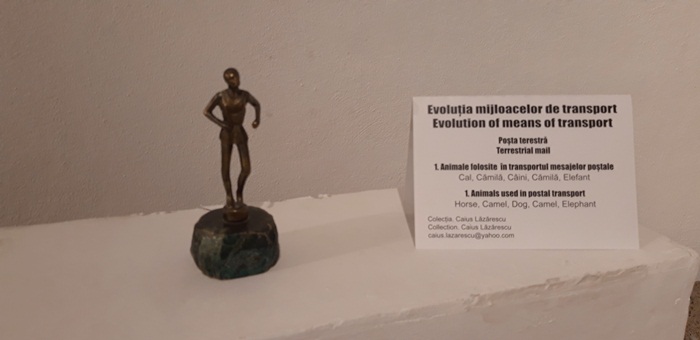 Evoluția mijloacelor de transport
Evolution of means of transport
Poșta terestră
Terrestrial mail
1. Animale folosite în transportul mesajelor poștale
Cal, Cămilă, Câini, Cămilă, Elefant
1. Animals used in postal transport
Horse, Camel, Dog, Camel, Elephant
Colecția. Caius Lăzărescu
Collection. Caius Lăzărescu
caius.lazarescu@yahoo.com